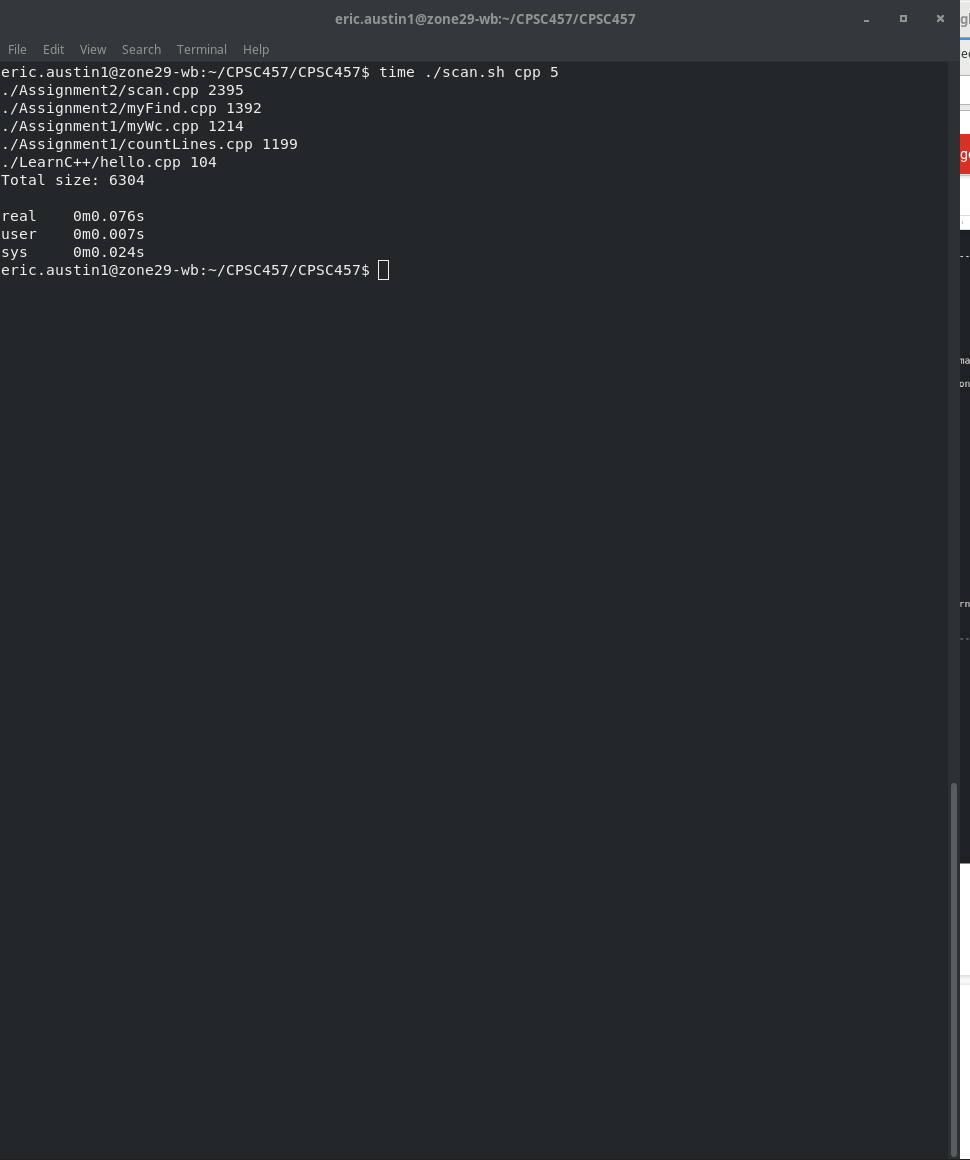 eric.austin1@zone29-wb:~/CPSC457/CPSC457
File Edit View Search Terminal Help
eric.austin1@zone29-wb:~/CPSC457/CPSC457$ time ./scan.sh cpp 5
./Assignment2/scan.cpp 2395
./Assignment2/myFind.cpp 1392
./Assignment1/myWc.cpp 1214
./Assignment1/countLines.cpp 1199
./LearnC++/hello.cpp 104
Total size: 6304
real 0m0.076s
user 0m0.007s
sys 0m0.024s
eric.austin1@zone29-wb:~/CPSC457/CPSC457$